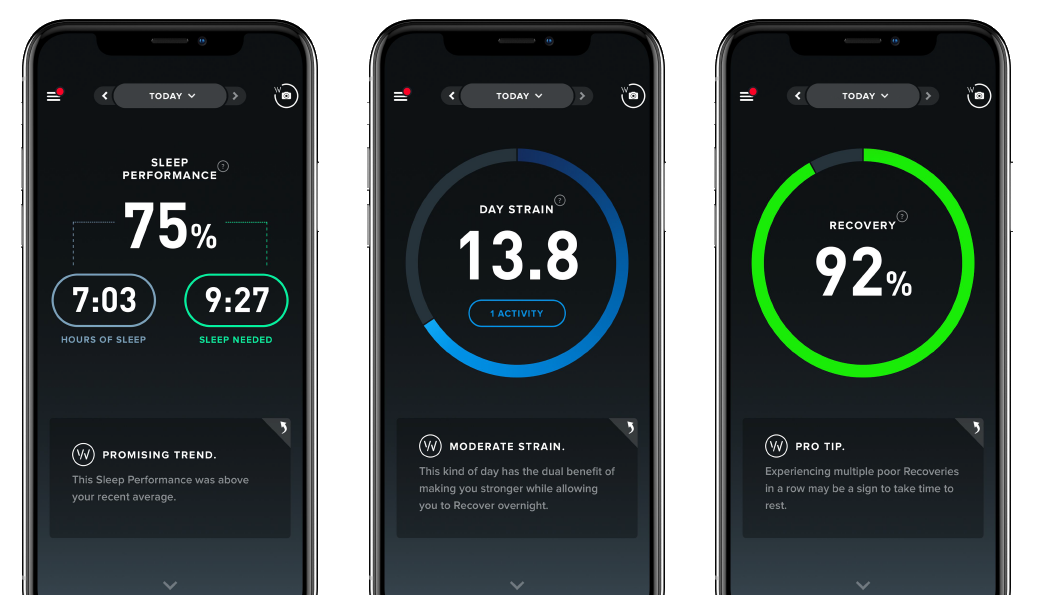 TODAY
SLEEP
PERFORMANCE ?
75%
7:03
9:27
HOURS OF SLEEP
SLEEP NEEDED
W PROMISING TREND.
This Sleep Performance was above
your recent average.
W
TODAY
DAY STRAIN ?
13.8
1 ACTIVITY
W MODERATE STRAIN.
This kind of day has the dual benefit of
making you stronger while allowing
you to Recover overnight.
W
TODAY
RECOVERY ?
92%
W PRO TIP.
Experiencing multiple poor Recoveries
in a row may be a sign to take time to
rest.
W